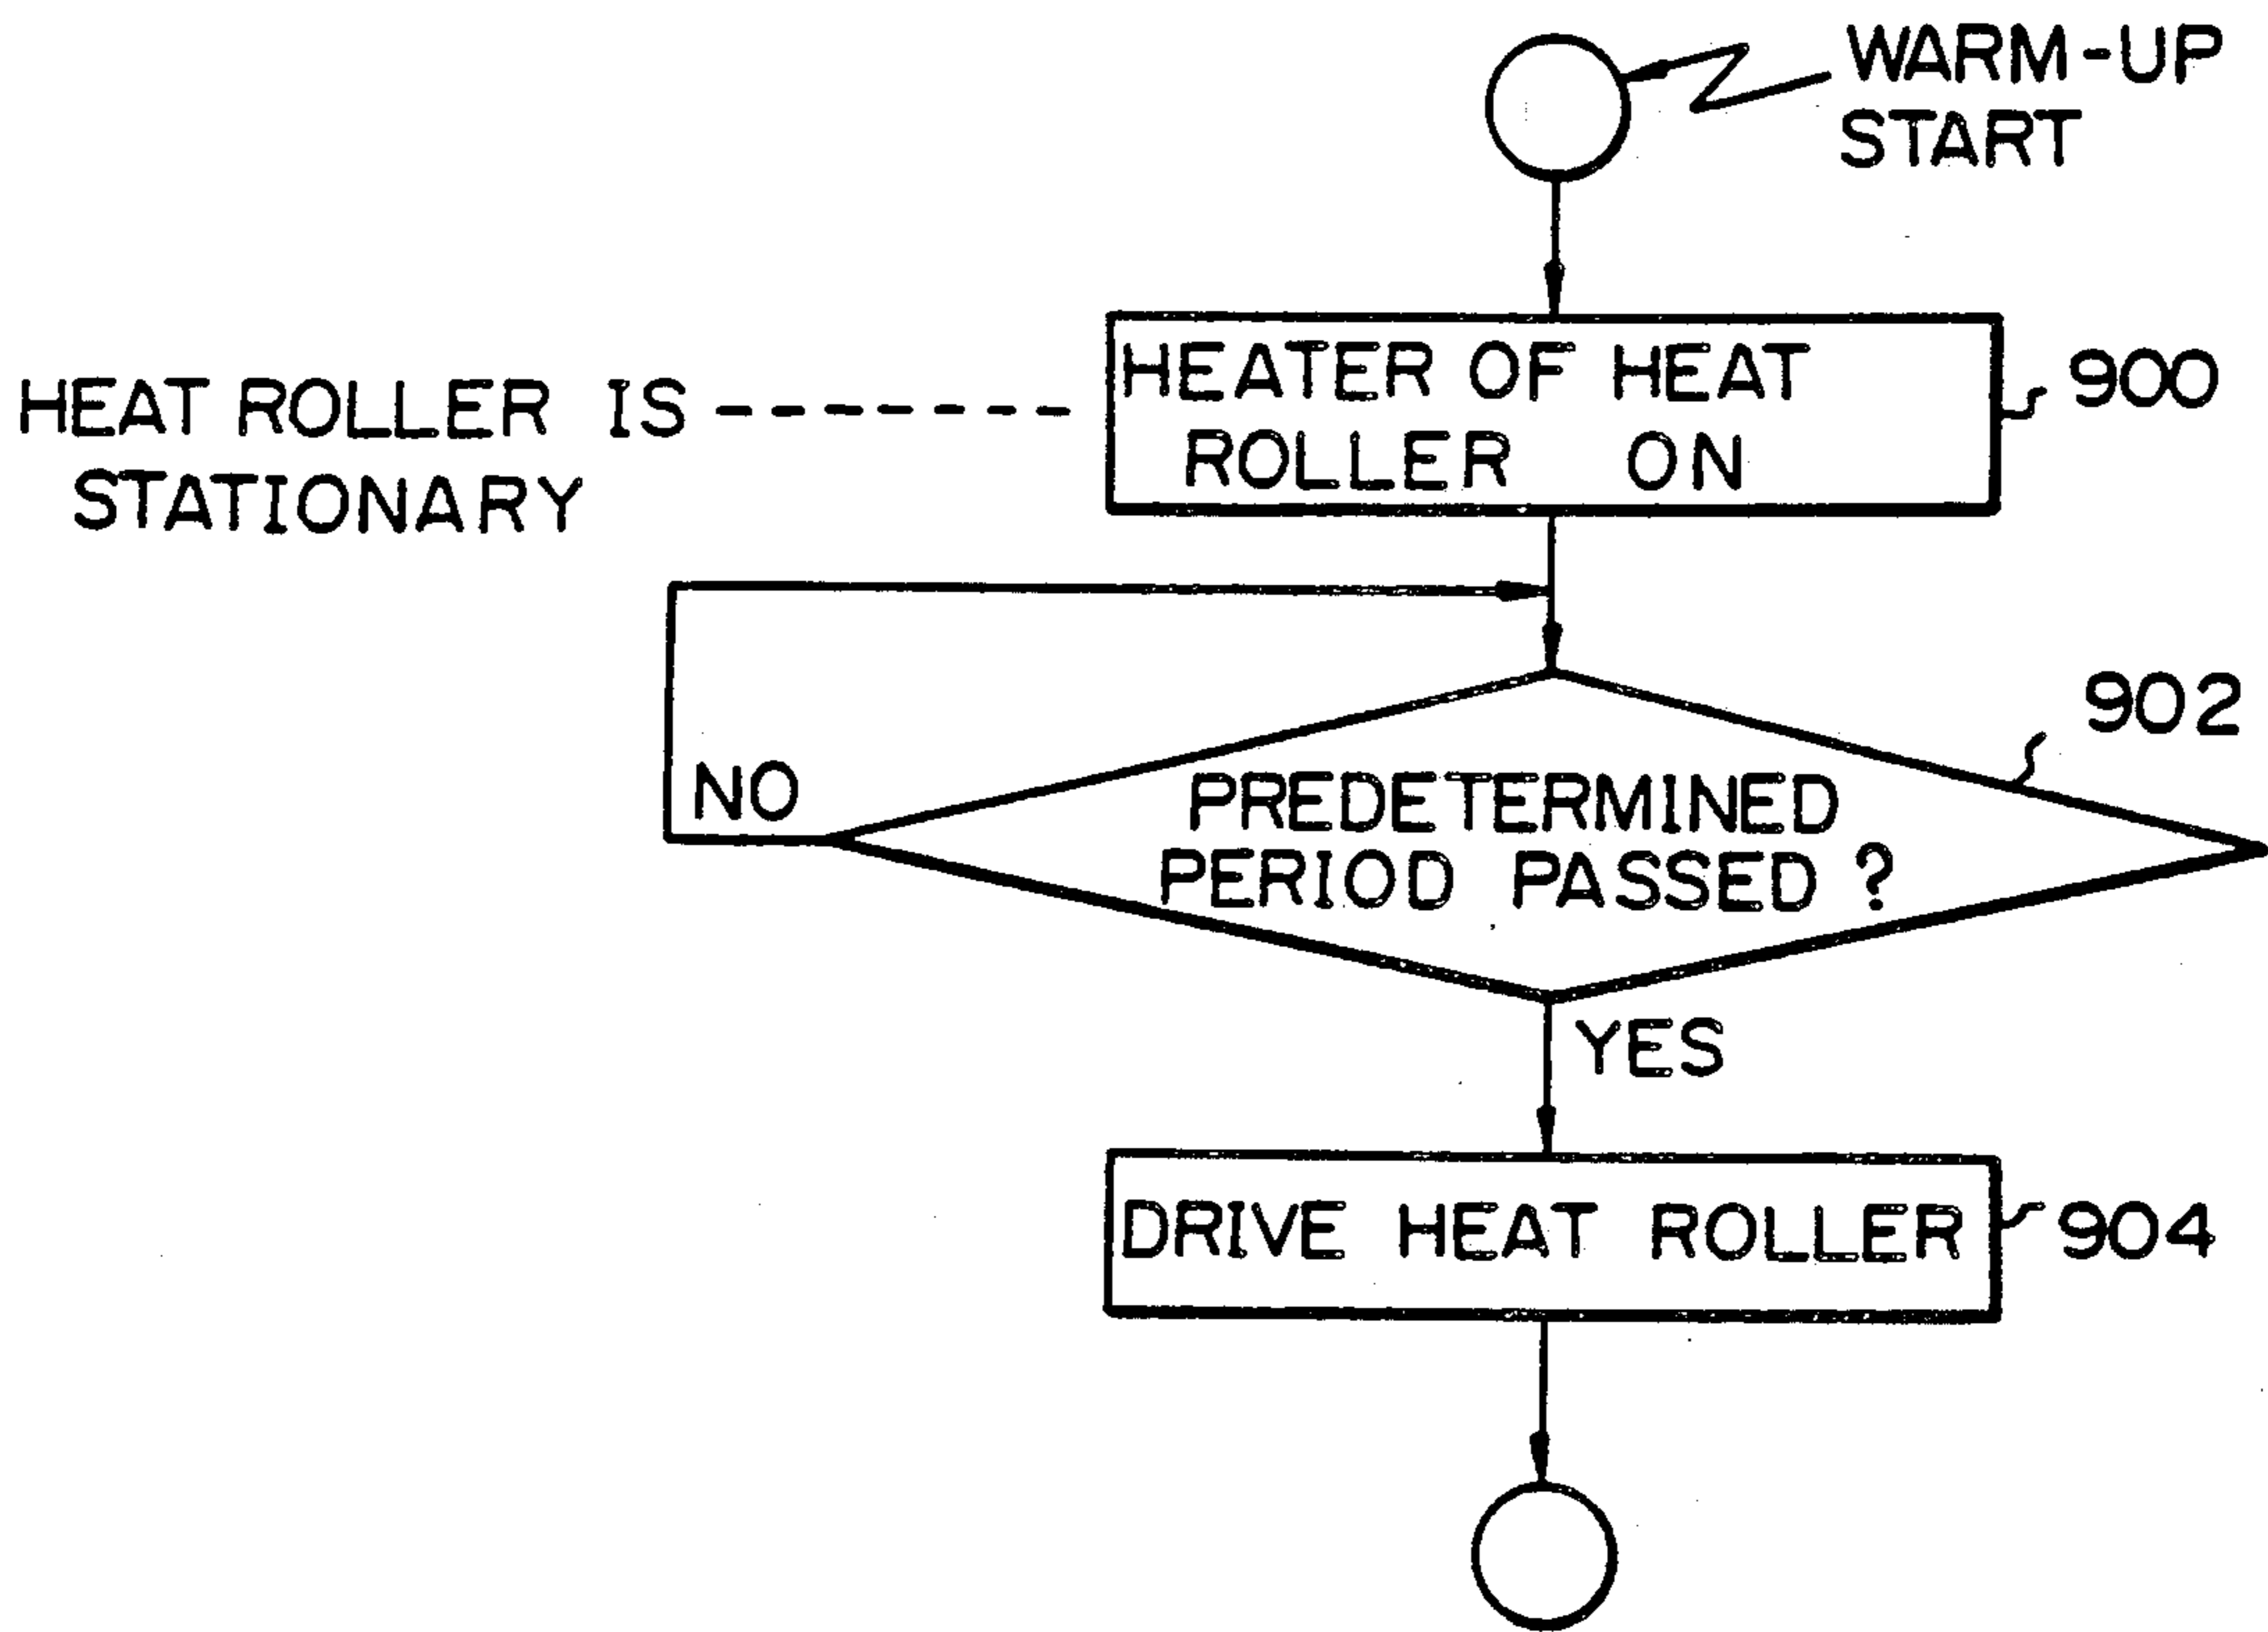 WARM-UP
START
HEATER OF HEAT
ROLLER ON
900
HEAT ROLLER IS
STATIONARY
902
NO
PREDETERMINED
PERIOD PASSED ?
YES
DRIVE HEAT ROLLER
904